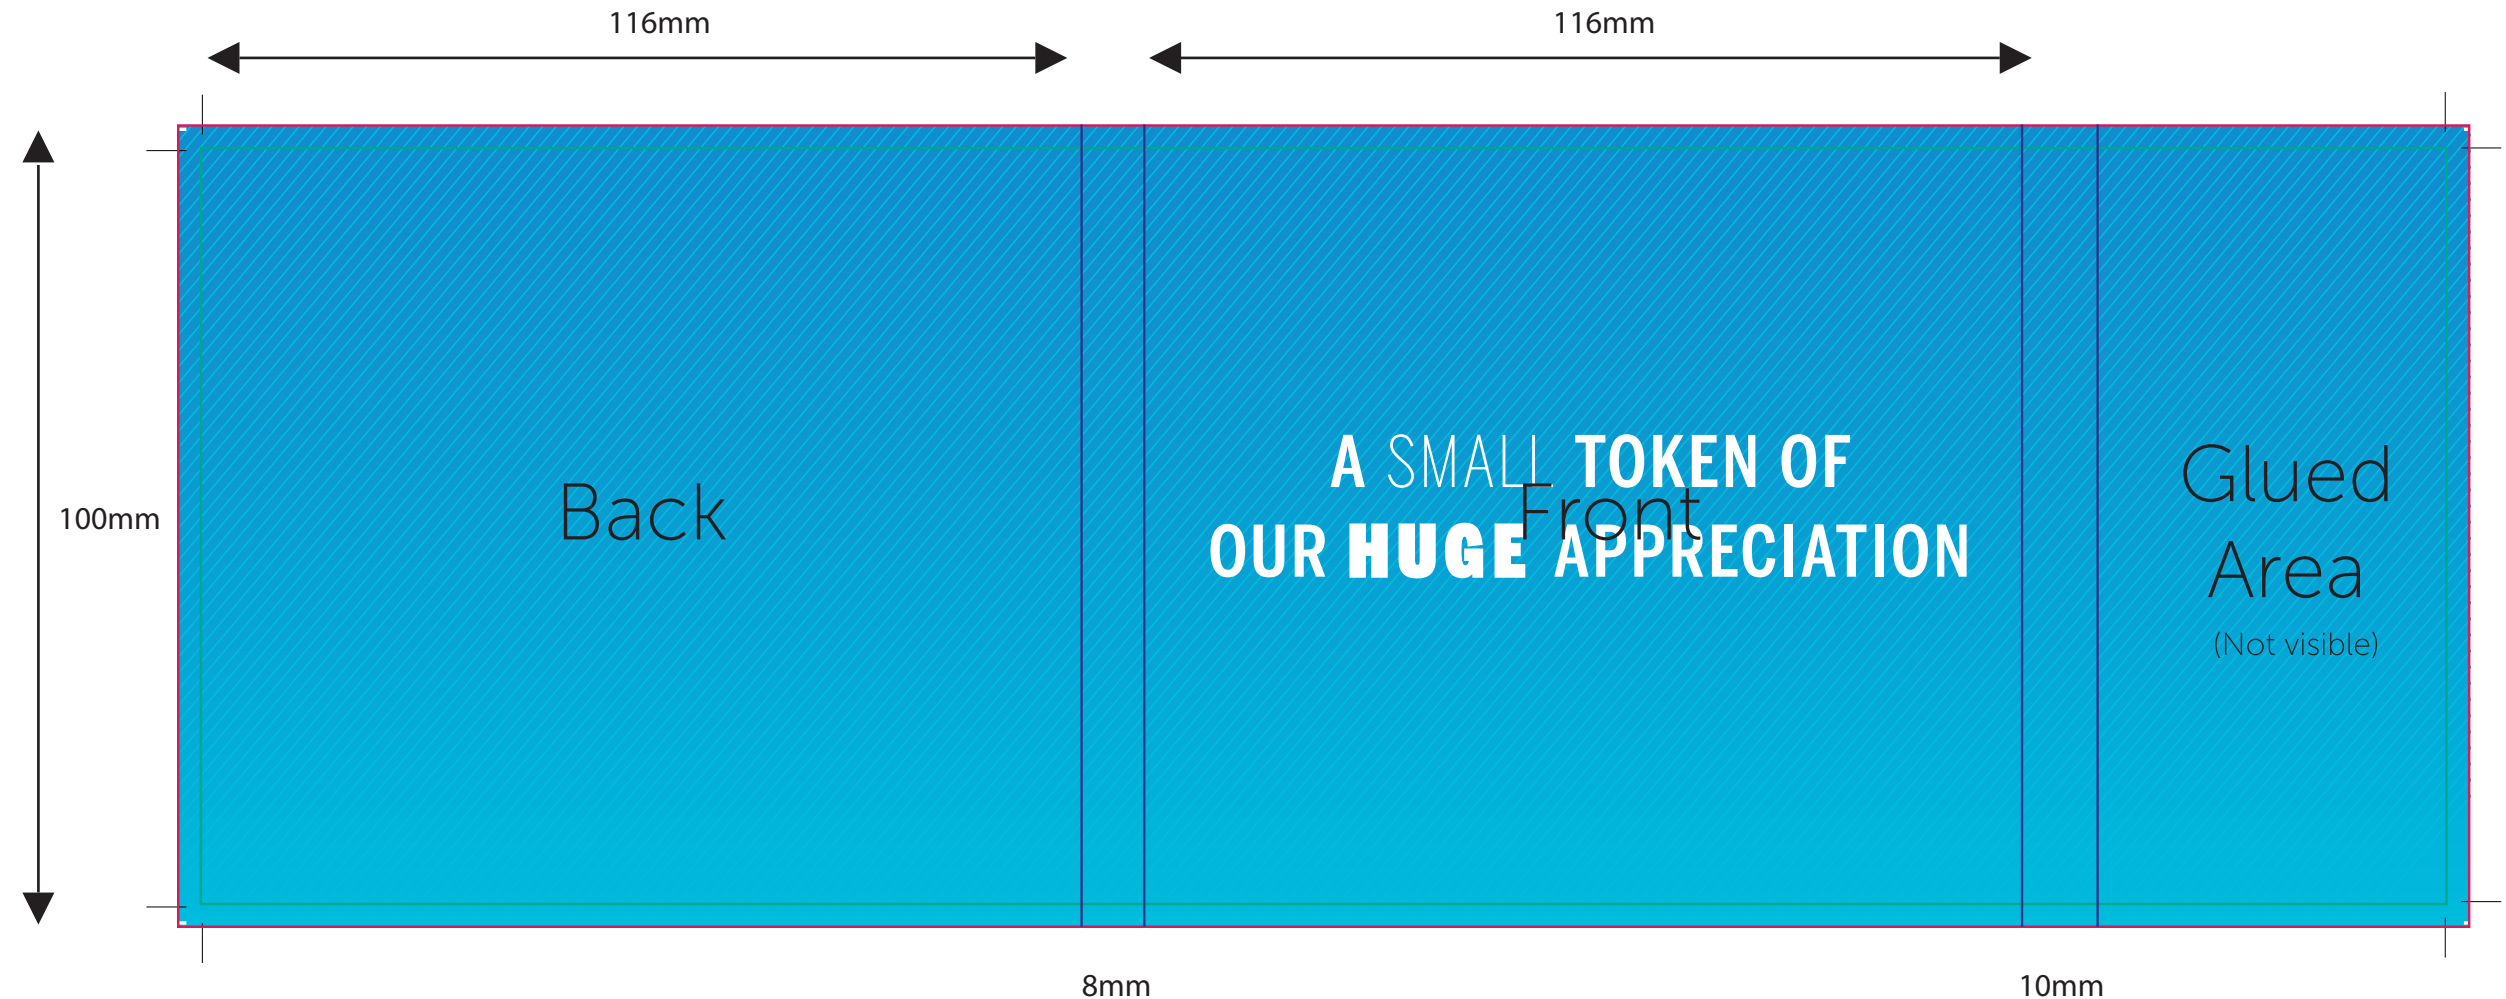 116mm
116mm
100mm
Back
A SMALL TOKEN OF
OUR HUGE APPRECIATION
Front
Glued
Area
(Not visible)
8mm
10mm